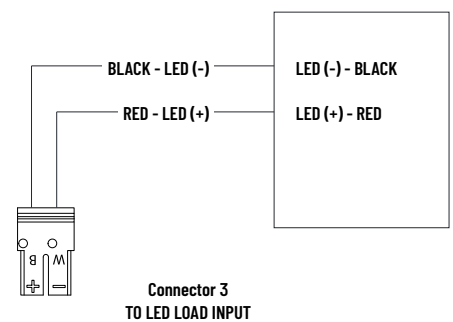 BLACK - LED (-)
LED (-) - BLACK
RED - LED (+)
LED (+) - RED
B W
+ −
Connector 3
TO LED LOAD INPUT